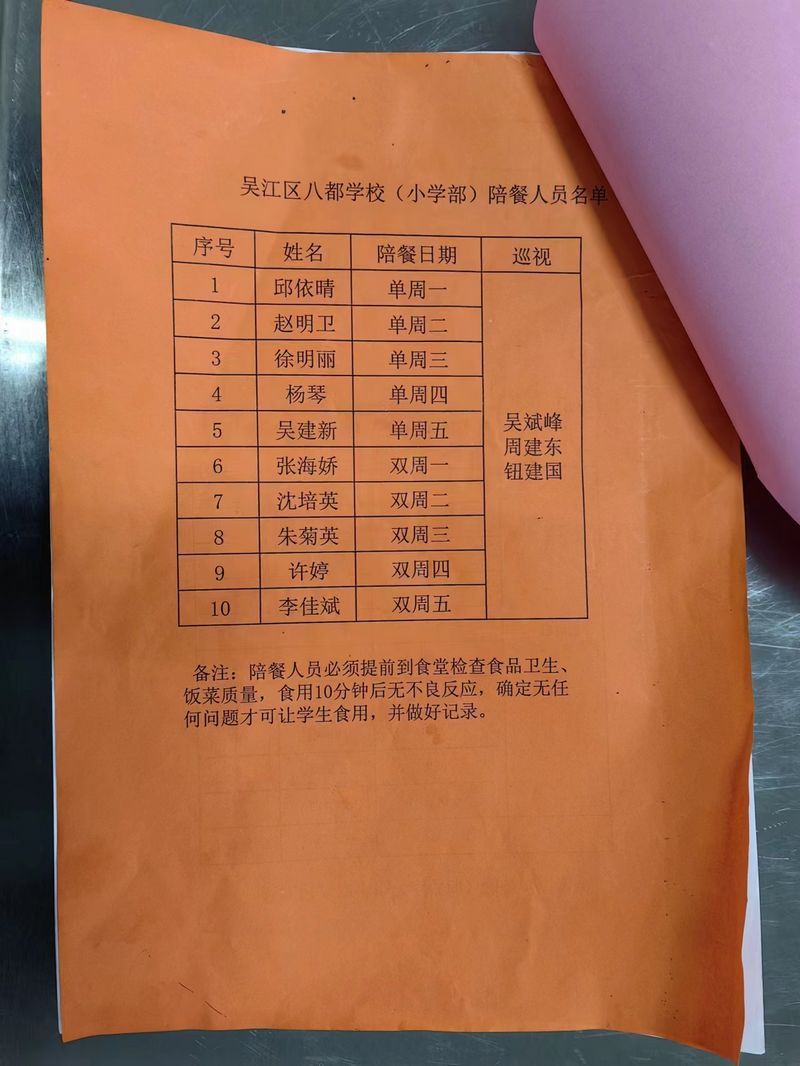 吴江区八都学校（小学部）陪餐人员名单
序号 姓名 陪餐日期 巡视
1 邱依晴 单周一
2 赵明卫 单周二
3 徐明丽 单周三
4 杨琴 单周四
5 吴建新 单周五
6 张海娇 双周一
7 沈培英 双周二
8 朱菊英 双周三
9 许婷 双周四
10 李佳斌 双周五
吴斌峰
周建东
钮建国
备注：陪餐人员必须提前到食堂检查食品卫生、
饭菜质量，食用10分钟后无不良反应，确定无任
何问题才可让学生食用，并做好记录。